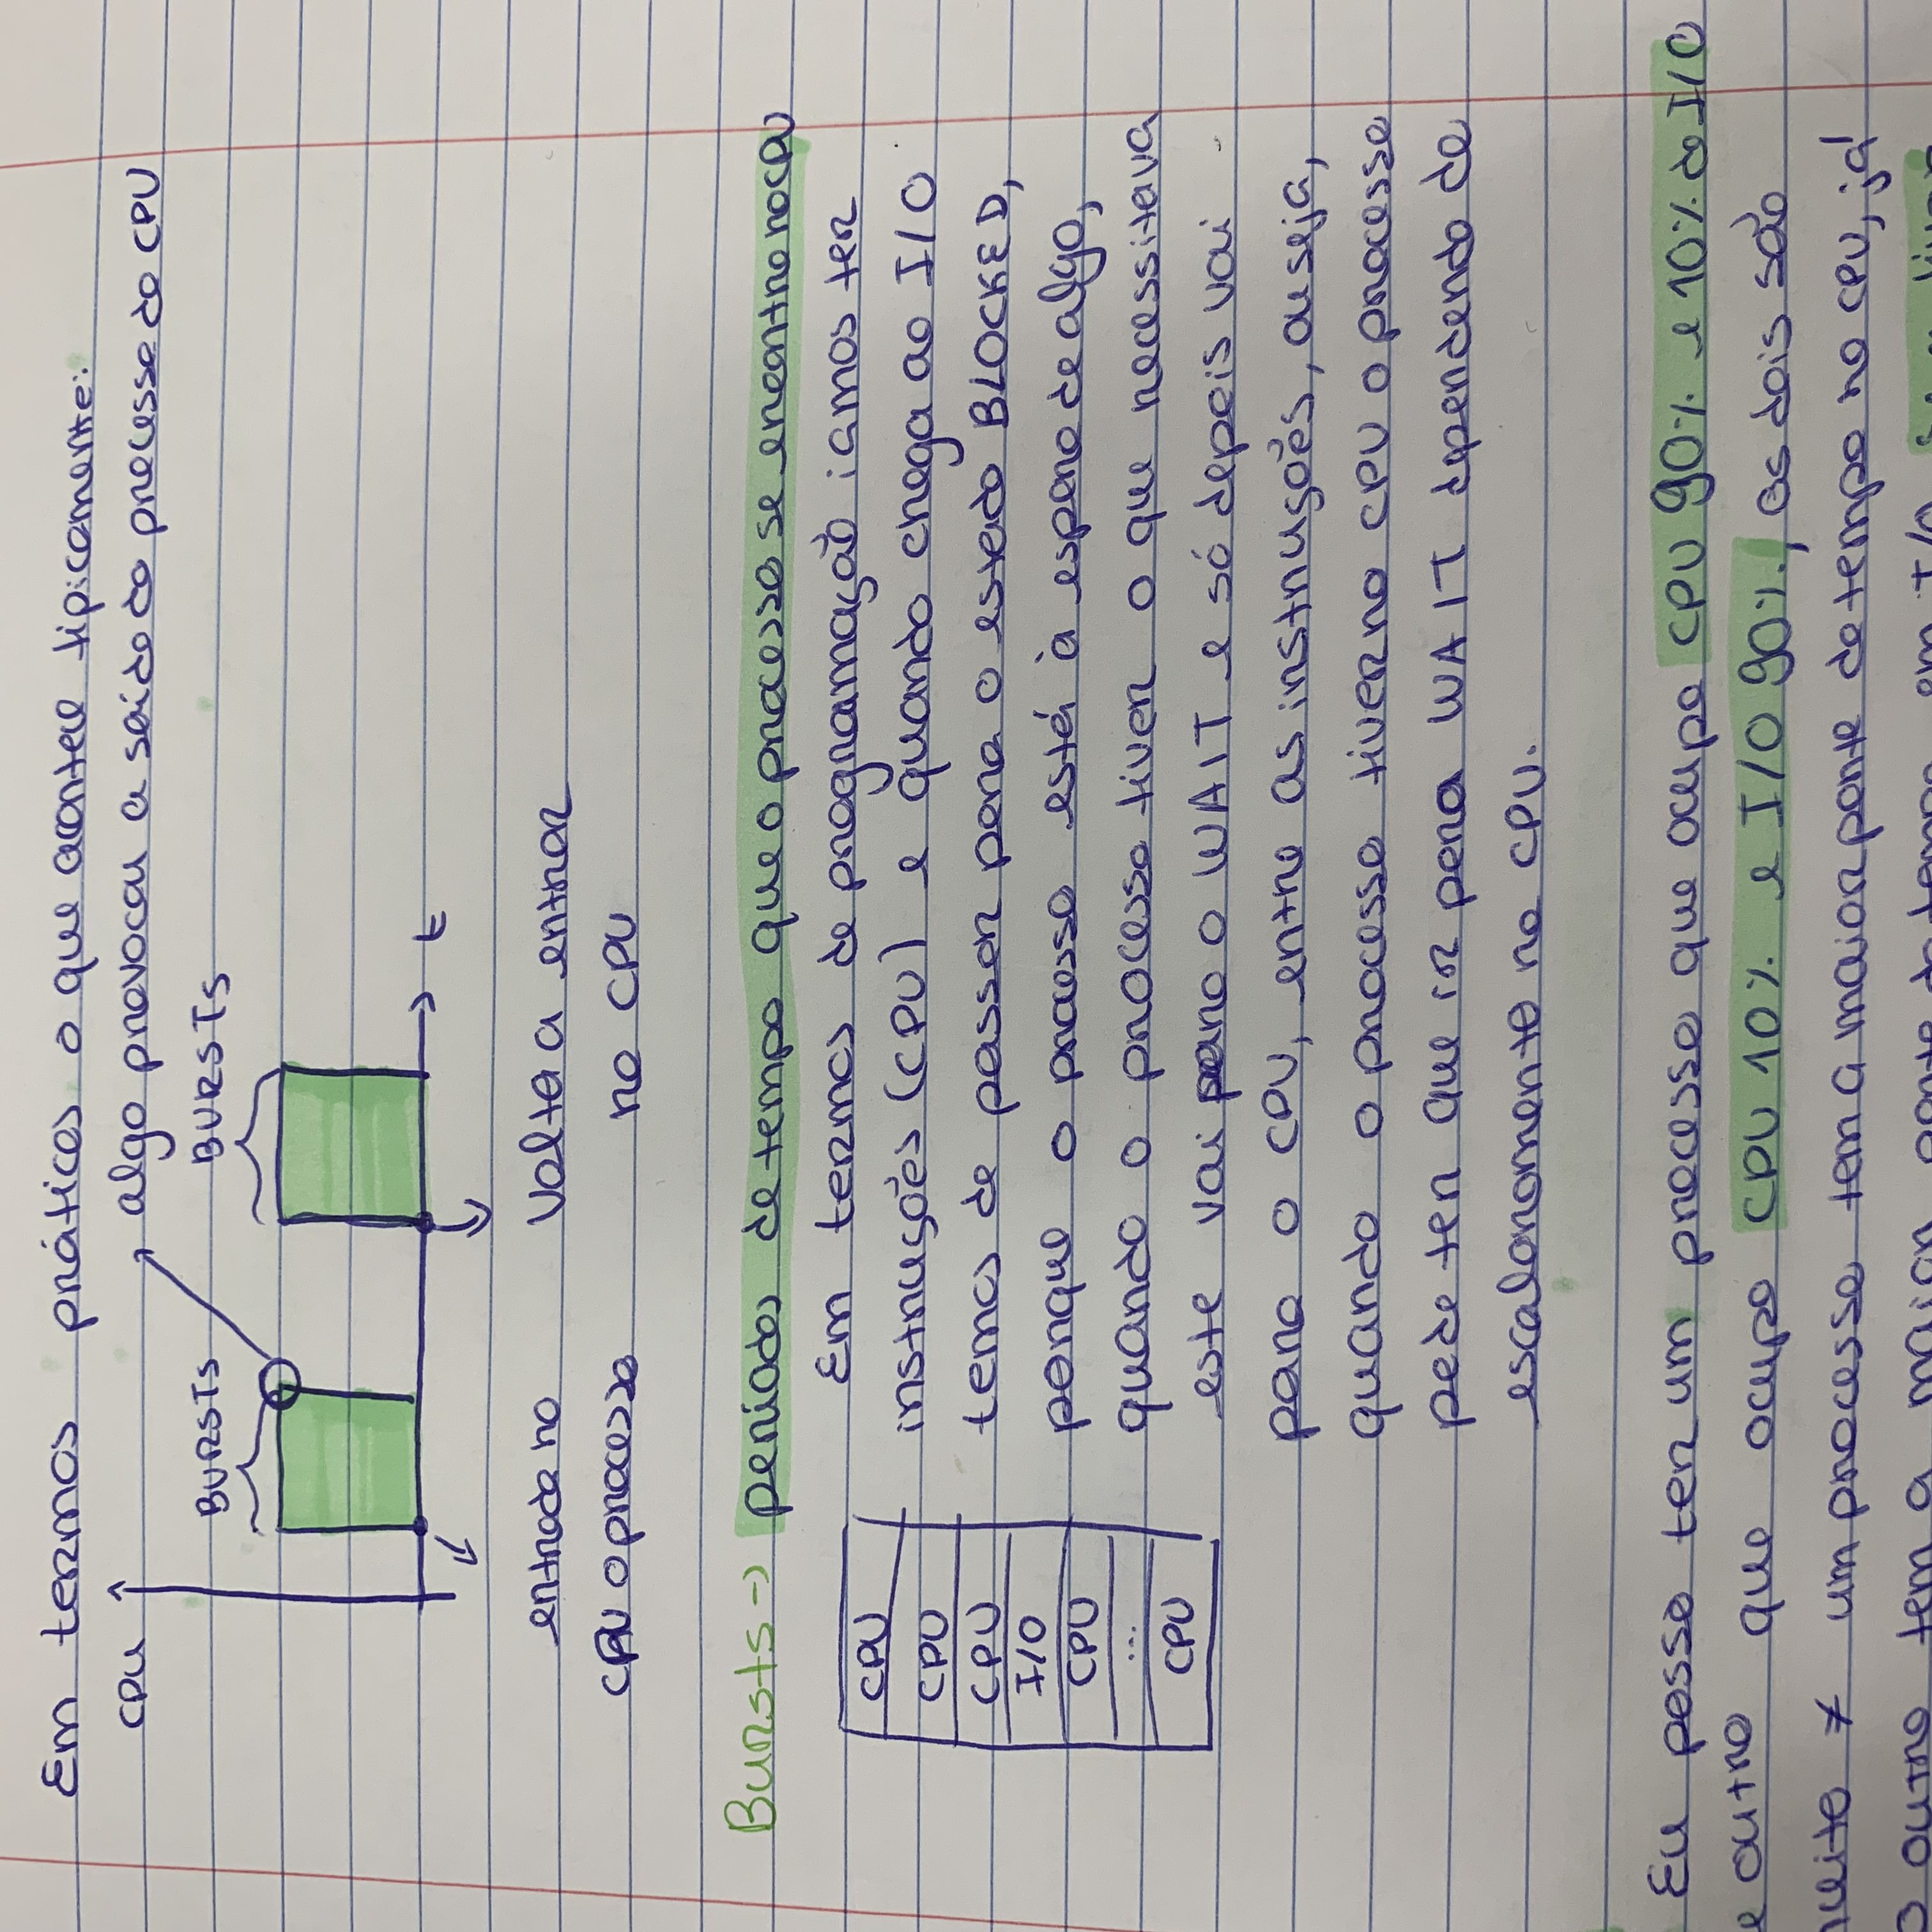 Em termos práticos o que acontece tipicamente:
CPU
algo provocou a saída do processo do CPU
BURSTS
BURSTS
t
entrada no
CPU o processo
Volta a entrar
no CPU
Bursts -> períodos de tempo que o processo se encontra no CPU
CPU
CPU
CPU
I/O
CPU
...
CPU
Em termos de programação iamos ter
instruções (CPU) e quando chega ao I/O
temos de passar para o estado BLOCKED,
porque o processo está à espera de algo,
quando o processo tiver o que necessitava
este vai para o WAIT e só depois vai
para o CPU, entre as instruções, ou seja,
quando o processo tiver no CPU o processo
pode ter que ir para WAIT dependendo do
escalonamento no CPU.
Eu posso ter um processo que ocupa CPU 90% e 10% do I/O
e outro que ocupa CPU 10% e I/O 90%, os dois são
≠ um processo tem a maior parte do tempo no CPU, já
o outro tem a maior parte do tempo em I/O